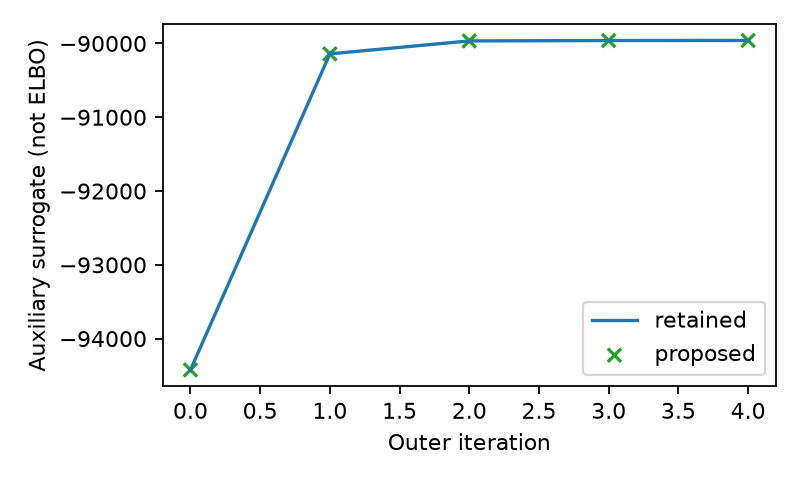 Auxiliary surrogate (not ELBO)
−90000
−91000
−92000
−93000
−94000
retained
proposed
0.0 0.5 1.0 1.5 2.0 2.5 3.0 3.5 4.0
Outer iteration